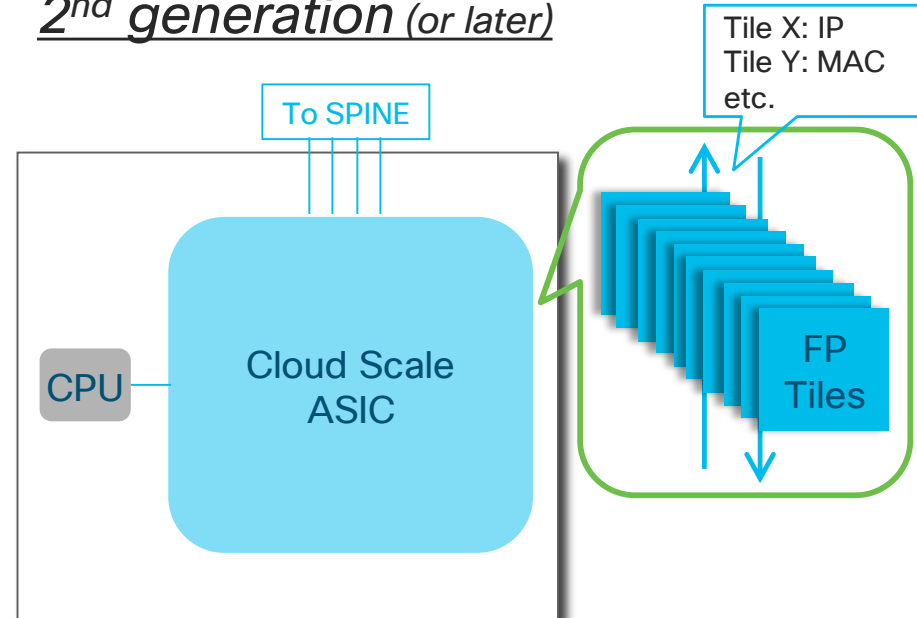 2nd generation (or later)
Tile X: IP
Tile Y: MAC
etc.
To SPINE
CPU
Cloud Scale
ASIC
FP
Tiles